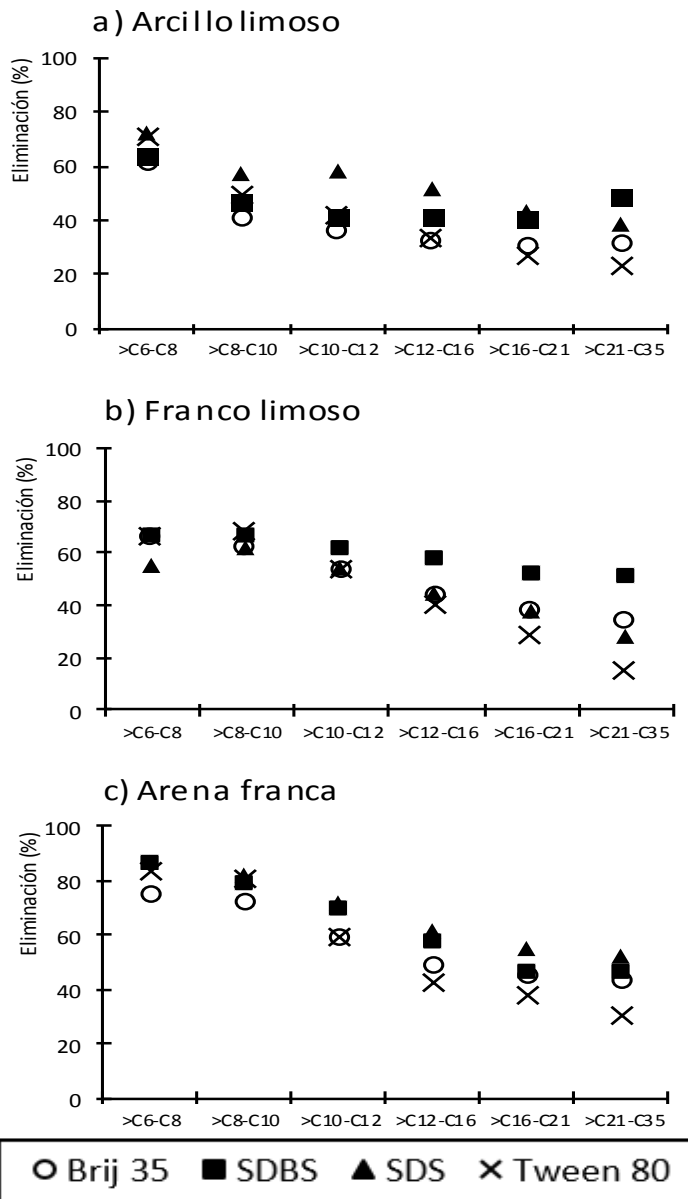 a) Arcillo limoso
Eliminación (%)
100
80
60
40
20
0
>C6-C8 >C8-C10 >C10-C12 >C12-C16 >C16-C21 >C21-C35
b) Franco limoso
Eliminación (%)
100
80
60
40
20
0
>C6-C8 >C8-C10 >C10-C12 >C12-C16 >C16-C21 >C21-C35
c) Arena franca
Eliminación (%)
100
80
60
40
20
0
>C6-C8 >C8-C10 >C10-C12 >C12-C16 >C16-C21 >C21-C35
Brij 35 SDBS SDS Tween 80